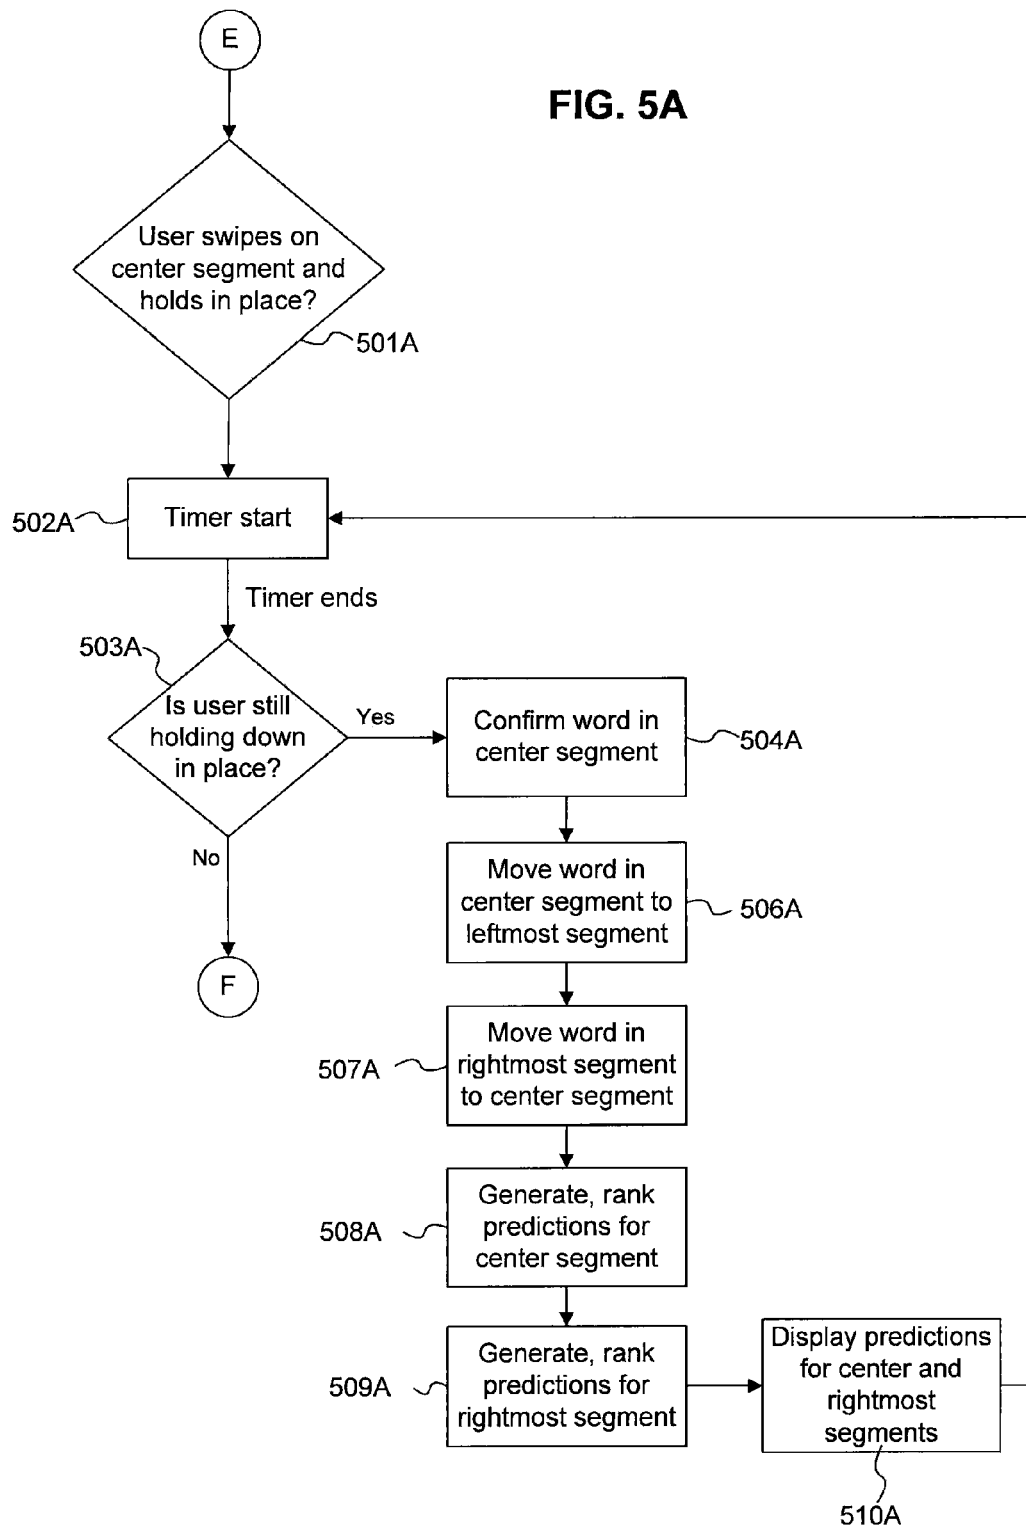 E
FIG. 5A
User swipes on
center segment and
holds in place?
501A
Timer start
502A
Timer ends
503A
Is user still
holding down
in place?
Yes
Confirm word in
center segment
504A
No
Move word in
center segment to
leftmost segment
506A
F
Move word in
rightmost segment
to center segment
507A
Generate, rank
predictions for
center segment
508A
Generate, rank
predictions for
rightmost segment
509A
Display predictions
for center and
rightmost
segments
510A